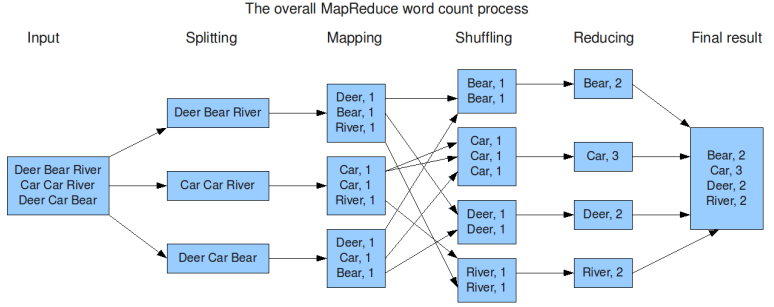 The overall MapReduce word count process
Input
Splitting
Mapping
Shuffling
Reducing
Final result
Deer Bear River
Car Car River
Deer Car Bear
Deer Bear River
Car Car River
Deer Car Bear
Deer, 1
Bear, 1
River, 1
Car, 1
Car, 1
River, 1
Deer, 1
Car, 1
Bear, 1
Bear, 1
Bear, 1
Car, 1
Car, 1
Car, 1
Deer, 1
Deer, 1
River, 1
River, 1
Bear, 2
Car, 3
Deer, 2
River, 2
Bear, 2
Car, 3
Deer, 2
River, 2